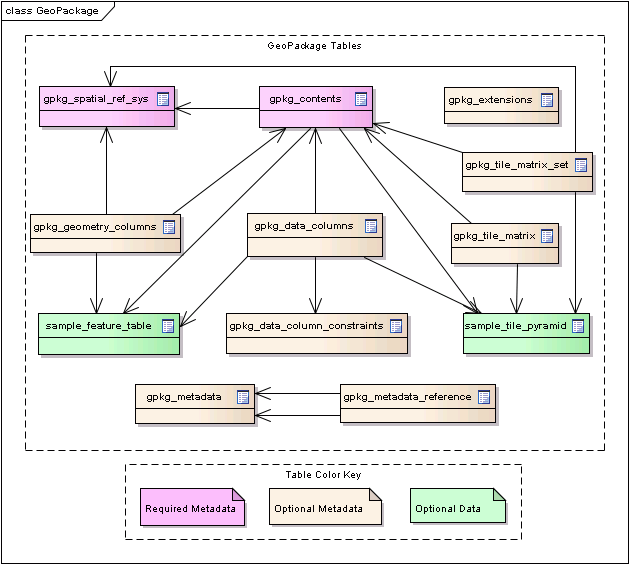 class GeoPackage
GeoPackage Tables
gpkg_spatial_ref_sys
gpkg_contents
gpkg_extensions
gpkg_tile_matrix_set
gpkg_geometry_columns
gpkg_data_columns
gpkg_tile_matrix
sample_feature_table
gpkg_data_column_constraints
sample_tile_pyramid
gpkg_metadata
gpkg_metadata_reference
Table Color Key
Required Metadata
Optional Metadata
Optional Data